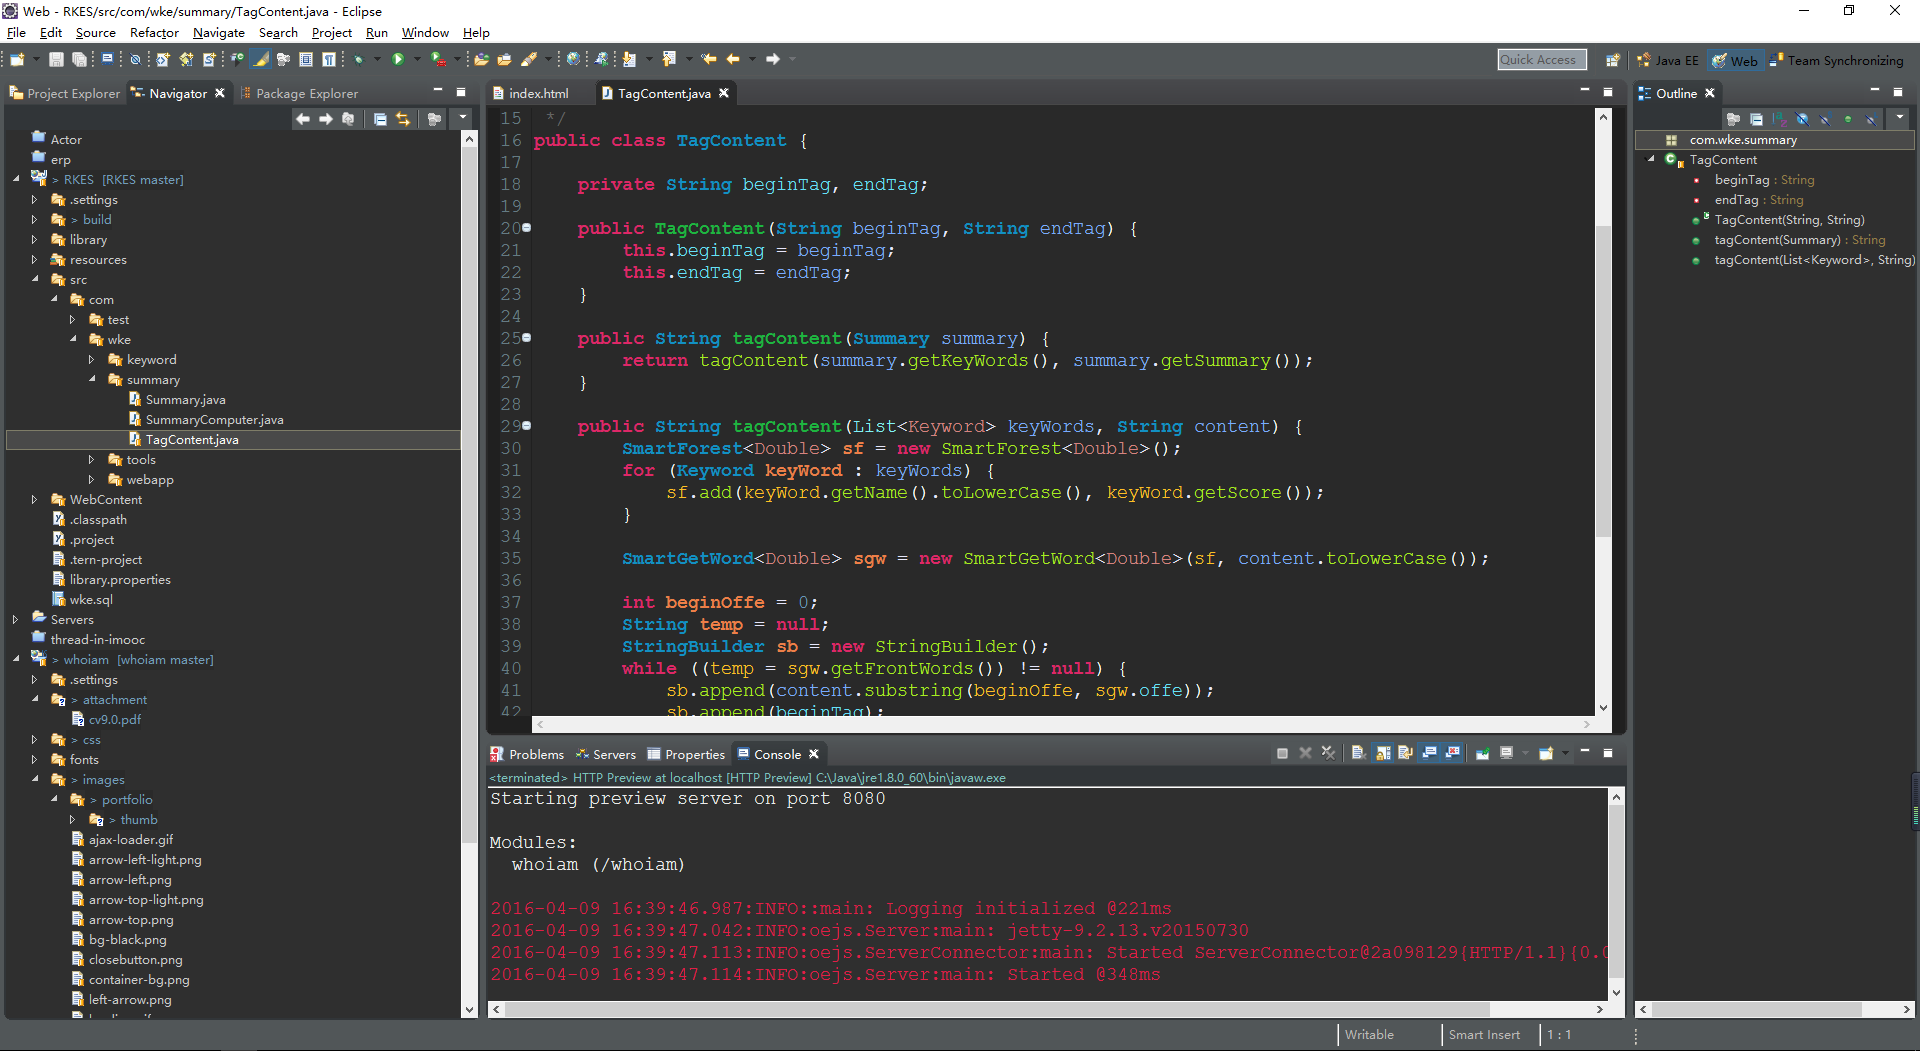 Web - RKES/src/com/wke/summary/TagContent.java - Eclipse
File Edit Source Refactor Navigate Search Project Run Window Help
Quick Access
Java EE
Web
Team Synchronizing
Project Explorer
Navigator
Package Explorer
Actor
erp
> RKES [RKES master]
.settings
> build
library
resources
src
com
test
wke
keyword
summary
Summary.java
SummaryComputer.java
TagContent.java
tools
webapp
WebContent
.classpath
.project
.tern-project
library.properties
wke.sql
Servers
thread-in-imooc
> whoiam [whoiam master]
.settings
> attachment
cv9.0.pdf
> css
fonts
> images
> portfolio
> thumb
ajax-loader.gif
arrow-left-light.png
arrow-left.png
arrow-top-light.png
arrow-top.png
bg-black.png
closebutton.png
container-bg.png
left-arrow.png
index.html
TagContent.java
15 */
16 public class TagContent {
17
18 private String beginTag, endTag;
19
20 public TagContent(String beginTag, String endTag) {
21 this.beginTag = beginTag;
22 this.endTag = endTag;
23 }
24
25 public String tagContent(Summary summary) {
26 return tagContent(summary.getKeyWords(), summary.getSummary());
27 }
28
29 public String tagContent(List<Keyword> keyWords, String content) {
30 SmartForest<Double> sf = new SmartForest<Double>();
31 for (Keyword keyWord : keyWords) {
32 sf.add(keyWord.getName().toLowerCase(), keyWord.getScore());
33 }
34
35 SmartGetWord<Double> sgw = new SmartGetWord<Double>(sf, content.toLowerCase());
36
37 int beginOffe = 0;
38 String temp = null;
39 StringBuilder sb = new StringBuilder();
40 while ((temp = sgw.getFrontWords()) != null) {
41 sb.append(content.substring(beginOffe, sgw.offe));
42 sb.append(beginTag);
Problems
Servers
Properties
Console
<terminated> HTTP Preview at localhost [HTTP Preview] C:\Java\jre1.8.0_60\bin\javaw.exe
Starting preview server on port 8080
Modules:
whoiam (/whoiam)
2016-04-09 16:39:46.987:INFO::main: Logging initialized @221ms
2016-04-09 16:39:47.042:INFO:oejs.Server:main: jetty-9.2.13.v20150730
2016-04-09 16:39:47.113:INFO:oejs.ServerConnector:main: Started ServerConnector@2a098129{HTTP/1.1}{0.0
2016-04-09 16:39:47.114:INFO:oejs.Server:main: Started @348ms
Outline
com.wke.summary
TagContent
beginTag : String
endTag : String
TagContent(String, String)
tagContent(Summary) : String
tagContent(List<Keyword>, String)
Writable
Smart Insert
1 : 1